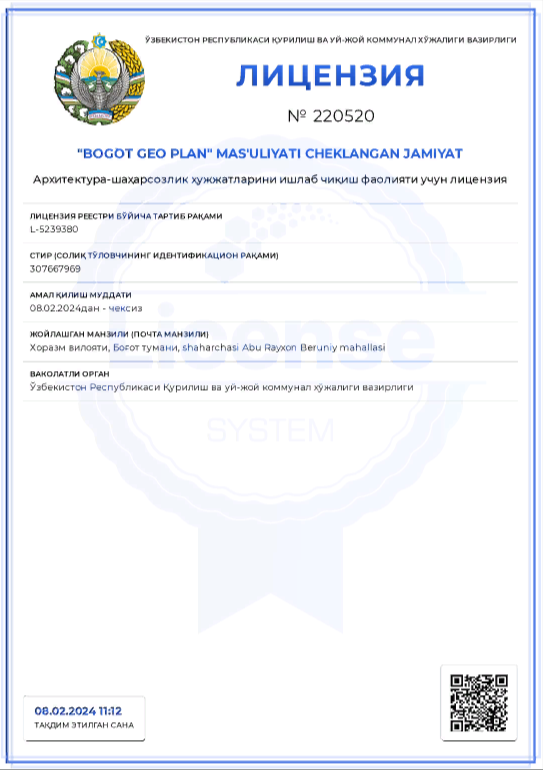 ЎЗБЕКИСТОН РЕСПУБЛИКАСИ ҚУРИЛИШ ВА УЙ-ЖОЙ КОММУНАЛ ХЎЖАЛИГИ ВАЗИРЛИГИ
ЛИЦЕНЗИЯ
№ 220520
"BOGOT GEO PLAN" MAS'ULIYATI CHEKLANGAN JAMIYAT
Архитектура-шаҳарсозлик ҳужжатларини ишлаб чиқиш фаолияти учун лицензия
ЛИЦЕНЗИЯ РЕЕСТРИ БЎЙИЧА ТАРТИБ РАҚАМИ
L-5239380
СТИР (СОЛИҚ ТЎЛОВЧИНИНГ ИДЕНТИФИКАЦИОН РАҚАМИ)
307667969
АМАЛ ҚИЛИШ МУДДАТИ
08.02.2024дан - чексиз
ЖОЙЛАШГАН МАНЗИЛИ (ПОЧТА МАНЗИЛИ)
Хоразм вилояти, Боғот тумани, shaharchasi Abu Rayxon Beruniy mahallasi
ВАКОЛАТЛИ ОРГАН
Ўзбекистон Республикаси Қурилиш ва уй-жой коммунал хўжалиги вазирлиги
License
SYSTEM
08.02.2024 11:12
ТАҚДИМ ЭТИЛГАН САНА